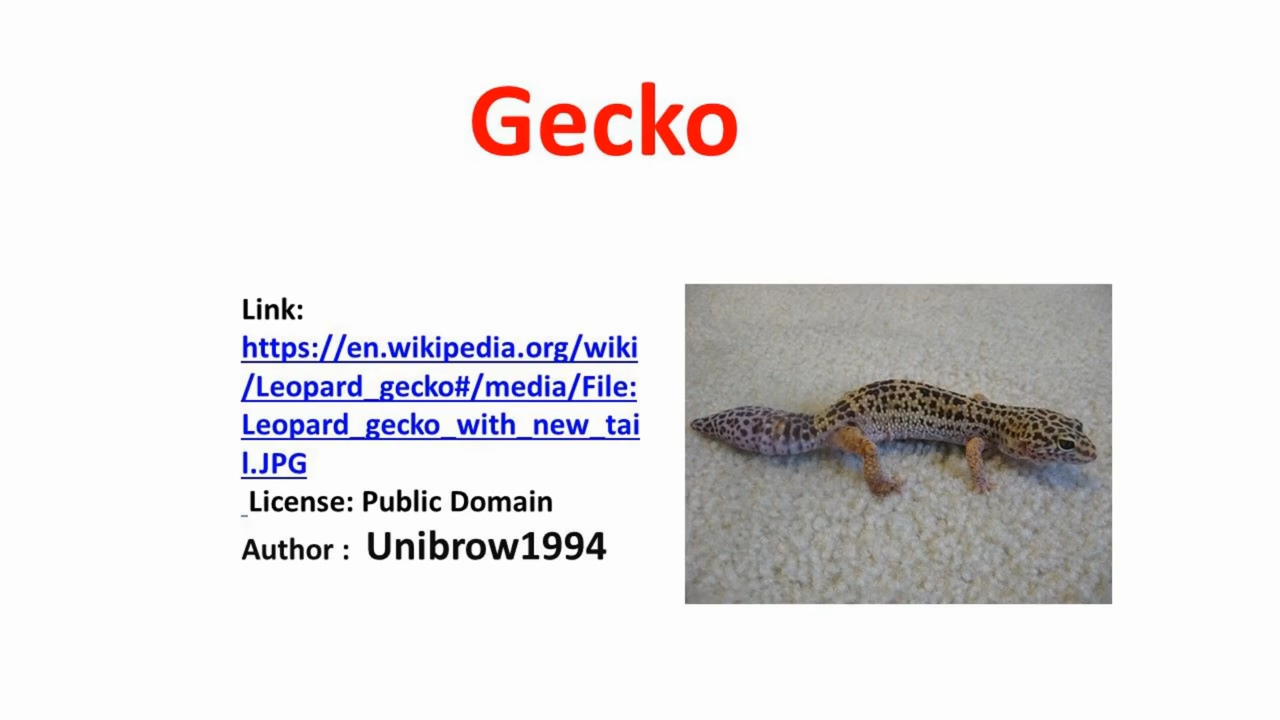 Gecko
Link:
https://en.wikipedia.org/wiki
/Leopard_gecko#/media/File:
Leopard_gecko_with_new_tai
l.JPG
License: Public Domain
Author : Unibrow1994